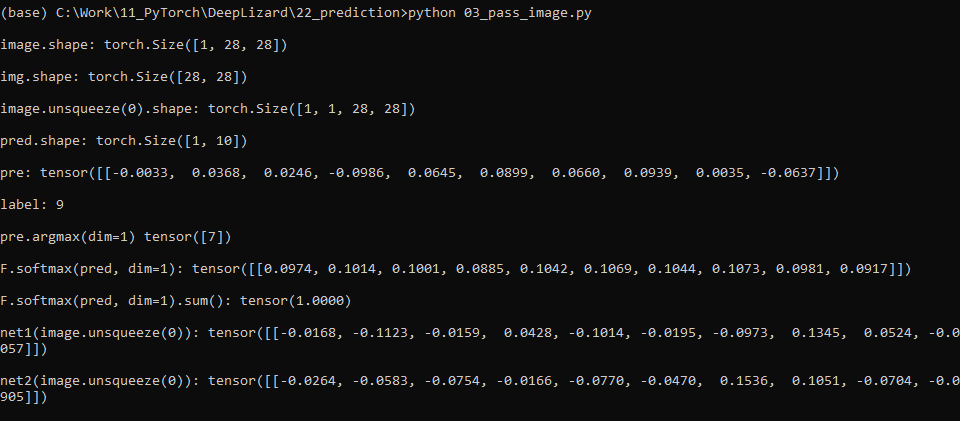 (base) C:\Work\11_PyTorch\DeepLizard\22_prediction>python 03_pass_image.py
image.shape: torch.Size([1, 28, 28])
img.shape: torch.Size([28, 28])
image.unsqueeze(0).shape: torch.Size([1, 1, 28, 28])
pred.shape: torch.Size([1, 10])
pre: tensor([[-0.0033,  0.0368,  0.0246, -0.0986,  0.0645,  0.0899,  0.0660,  0.0939,  0.0035, -0.0637]])
label: 9
pre.argmax(dim=1) tensor([7])
F.softmax(pred, dim=1): tensor([[0.0974, 0.1014, 0.1001, 0.0885, 0.1042, 0.1069, 0.1044, 0.1073, 0.0981, 0.0917]])
F.softmax(pred, dim=1).sum(): tensor(1.0000)
net1(image.unsqueeze(0)): tensor([[-0.0168, -0.1123, -0.0159,  0.0428, -0.1014, -0.0195, -0.0973,  0.1345,  0.0524, -0.0
057]])
net2(image.unsqueeze(0)): tensor([[-0.0264, -0.0583, -0.0754, -0.0166, -0.0770, -0.0470,  0.1536,  0.1051, -0.0704, -0.0
905]])